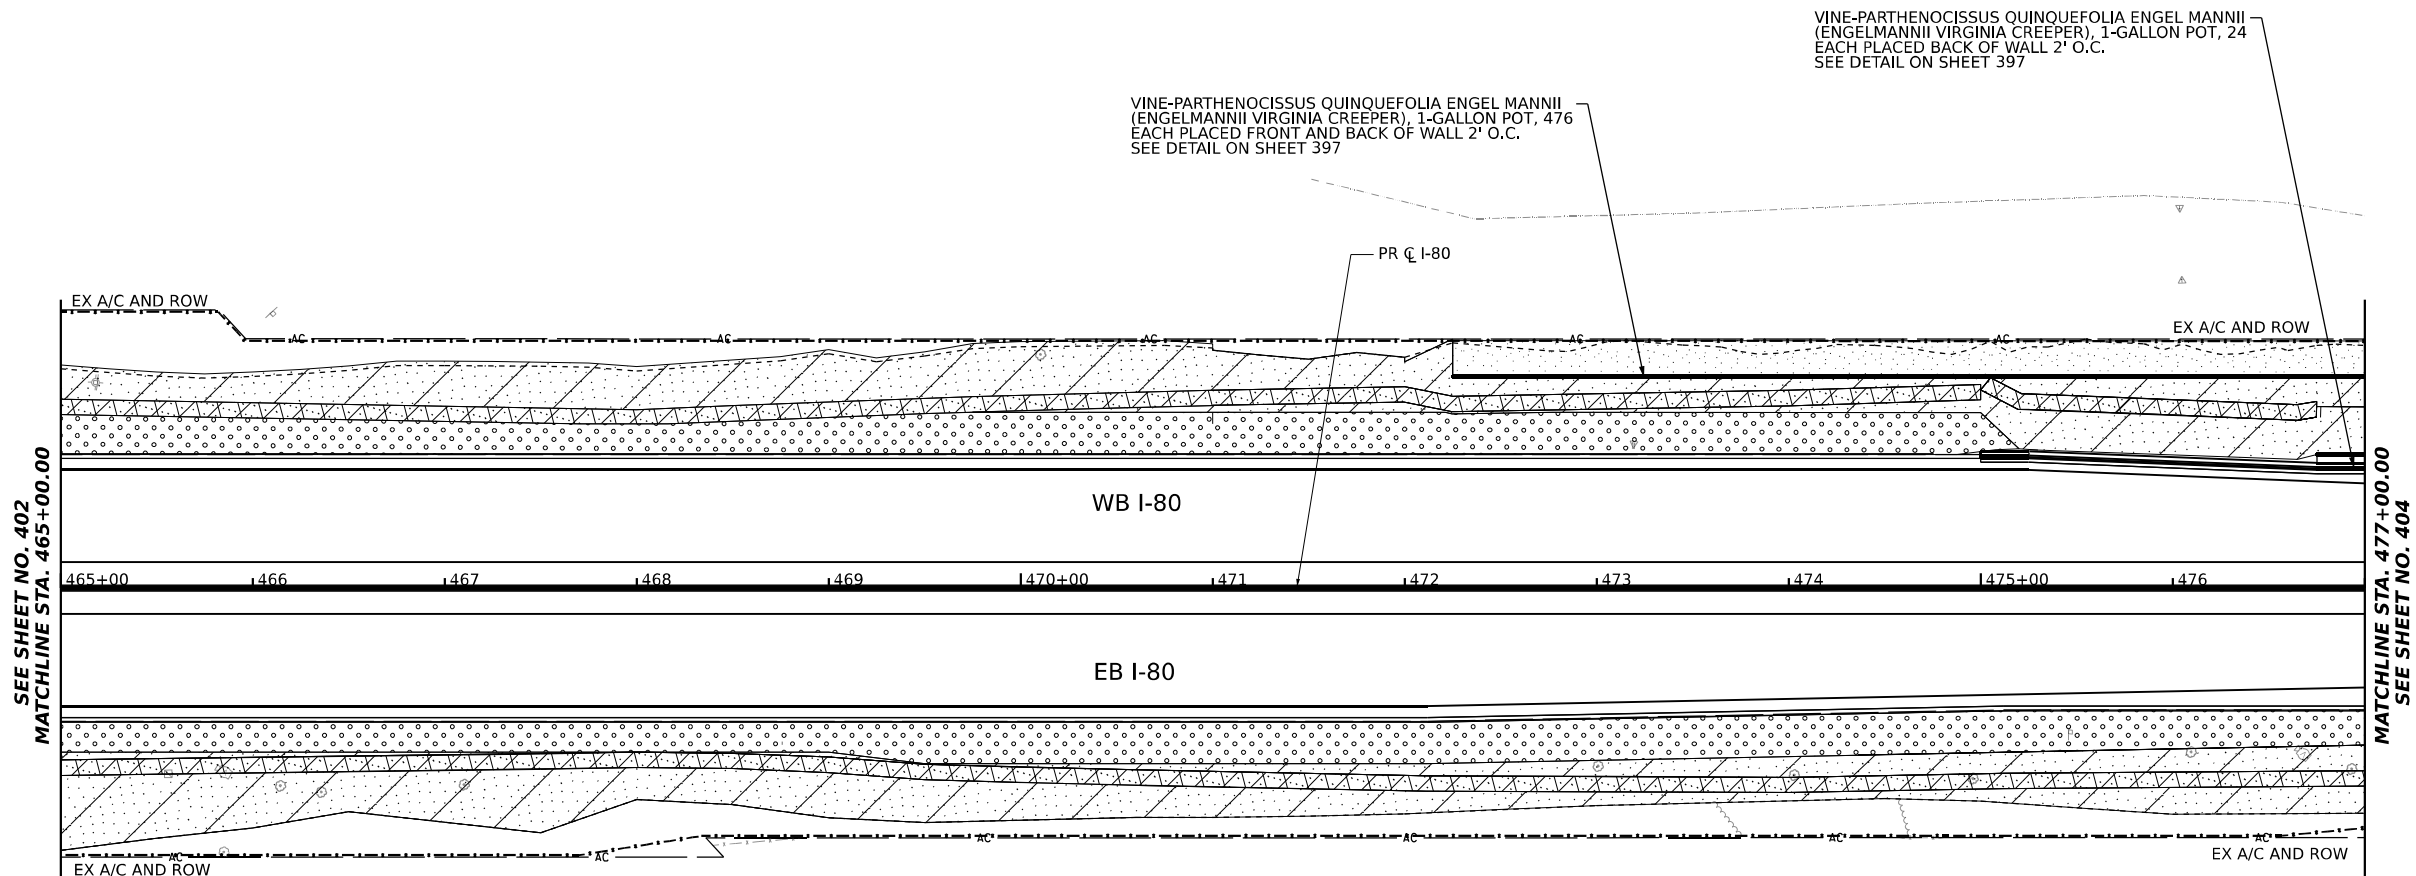 VINE-PARTHENOCISSUS QUINQUEFOLIA ENGEL MANNII
(ENGELMANNII VIRGINIA CREEPER), 1-GALLON POT, 24
EACH PLACED BACK OF WALL 2' O.C.
SEE DETAIL ON SHEET 397
VINE-PARTHENOCISSUS QUINQUEFOLIA ENGEL MANNII
(ENGELMANNII VIRGINIA CREEPER), 1-GALLON POT, 476
EACH PLACED FRONT AND BACK OF WALL 2' O.C.
SEE DETAIL ON SHEET 397
PR ℄ I-80
EX A/C AND ROW
EX A/C AND ROW
AC
AC
AC
AC
AC
WB I-80
465+00
466
467
468
469
470+00
471
472
473
474
475+00
476
EB I-80
SEE SHEET NO. 402
MATCHLINE STA. 465+00.00
MATCHLINE STA. 477+00.00
SEE SHEET NO. 404
AC
AC
AC
AC
AC
AC
EX A/C AND ROW
EX A/C AND ROW